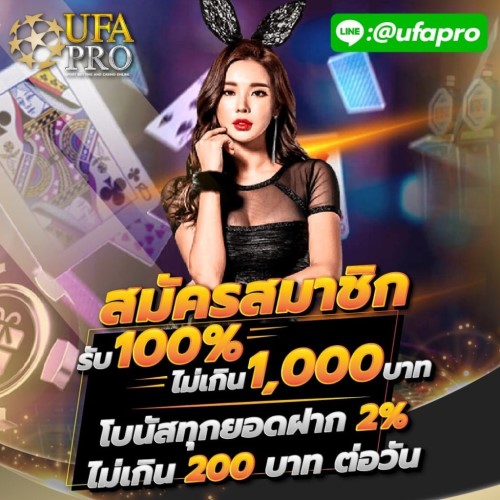 UFA
PRO
LINE :@ufapro
สมัครสมาชิก
รับ 100%
ไม่เกิน 1,000 บาท
โบนัสทุกยอดฝาก 2%
ไม่เกิน 200 บาท ต่อวัน